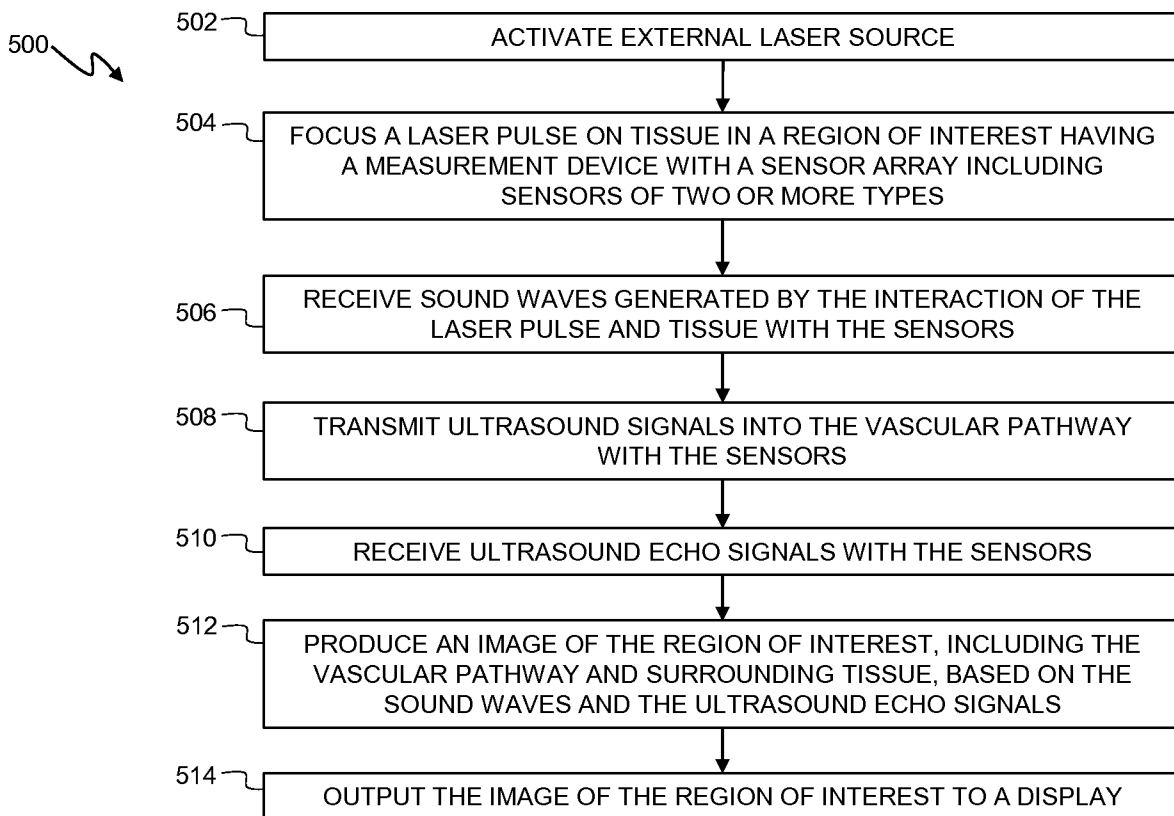 500
502
ACTIVATE EXTERNAL LASER SOURCE
504
FOCUS A LASER PULSE ON TISSUE IN A REGION OF INTEREST HAVING
A MEASUREMENT DEVICE WITH A SENSOR ARRAY INCLUDING
SENSORS OF TWO OR MORE TYPES
506
RECEIVE SOUND WAVES GENERATED BY THE INTERACTION OF THE
LASER PULSE AND TISSUE WITH THE SENSORS
508
TRANSMIT ULTRASOUND SIGNALS INTO THE VASCULAR PATHWAY
WITH THE SENSORS
510
RECEIVE ULTRASOUND ECHO SIGNALS WITH THE SENSORS
512
PRODUCE AN IMAGE OF THE REGION OF INTEREST, INCLUDING THE
VASCULAR PATHWAY AND SURROUNDING TISSUE, BASED ON THE
SOUND WAVES AND THE ULTRASOUND ECHO SIGNALS
514
OUTPUT THE IMAGE OF THE REGION OF INTEREST TO A DISPLAY